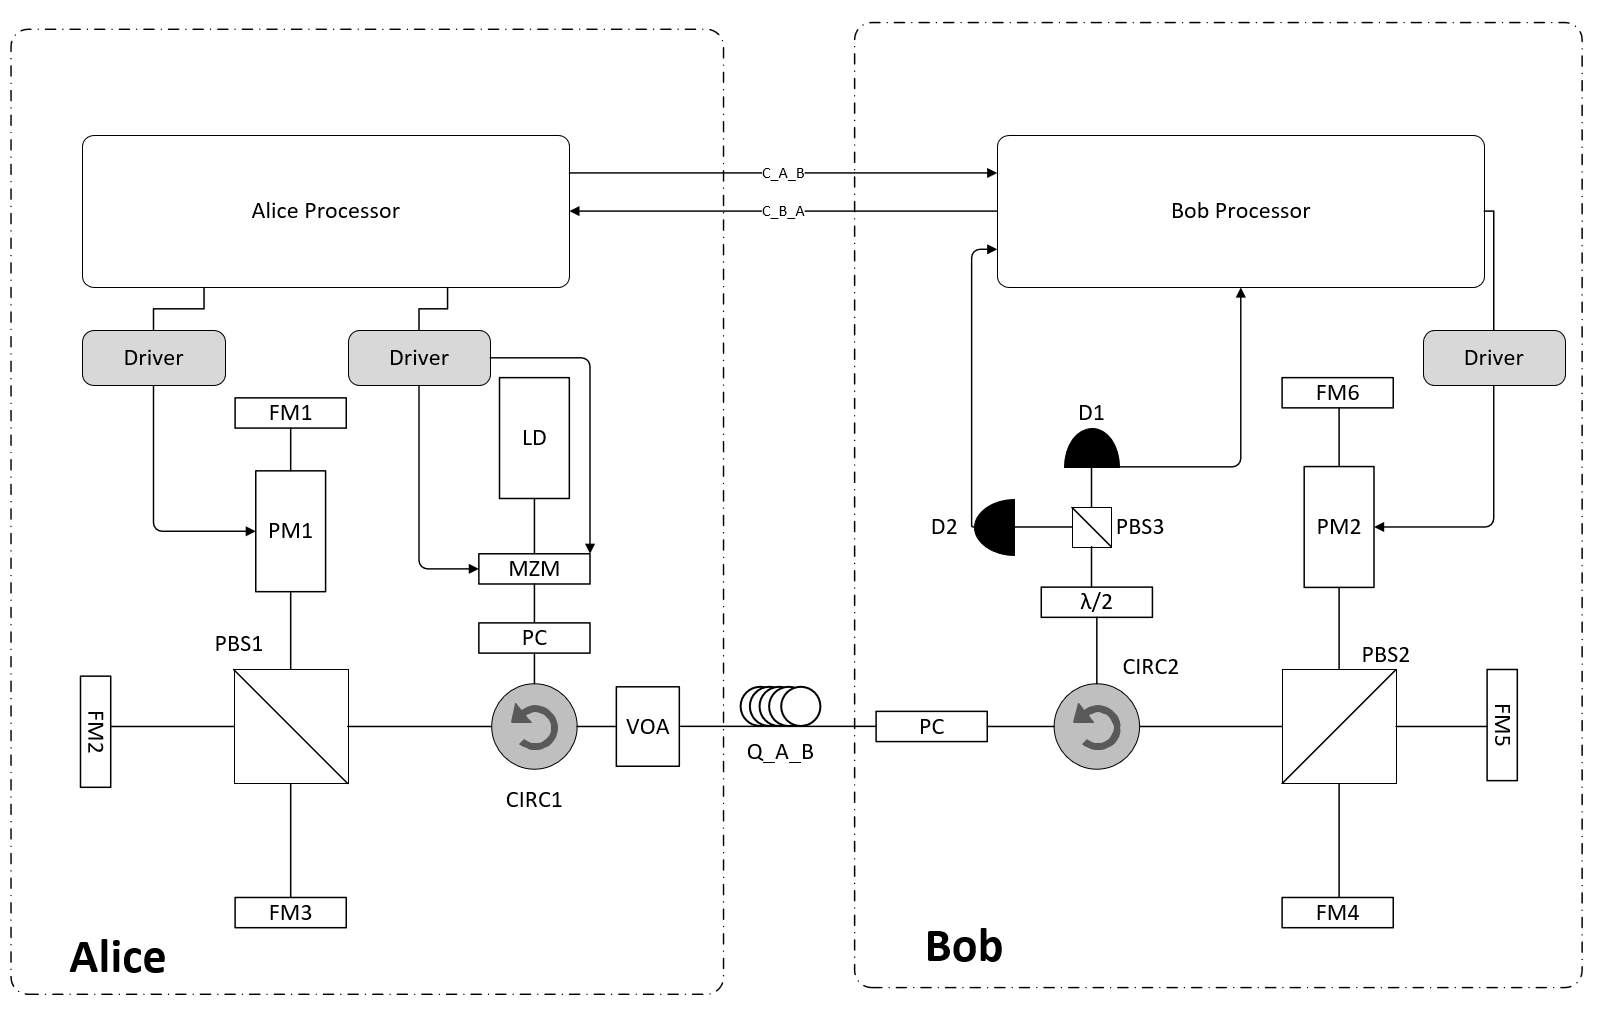 C_A_B
Alice Processor
C_B_A
Bob Processor
Driver
Driver
Driver
FM1
LD
D1
FM6
PM1
D2
PBS3
PM2
MZM
λ/2
PBS1
PC
CIRC2
PBS2
FM2
VOA
Q_A_B
PC
FM5
CIRC1
FM3
FM4
Alice
Bob